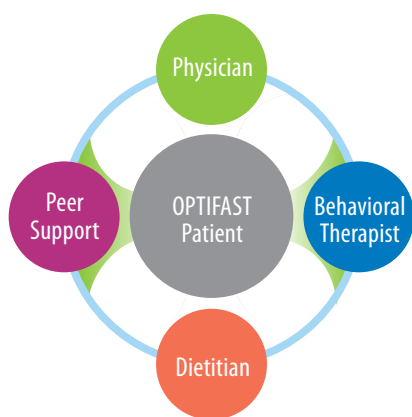 Physician
Peer
Support
OPTIFAST
Patient
Behavioral
Therapist
Dietitian